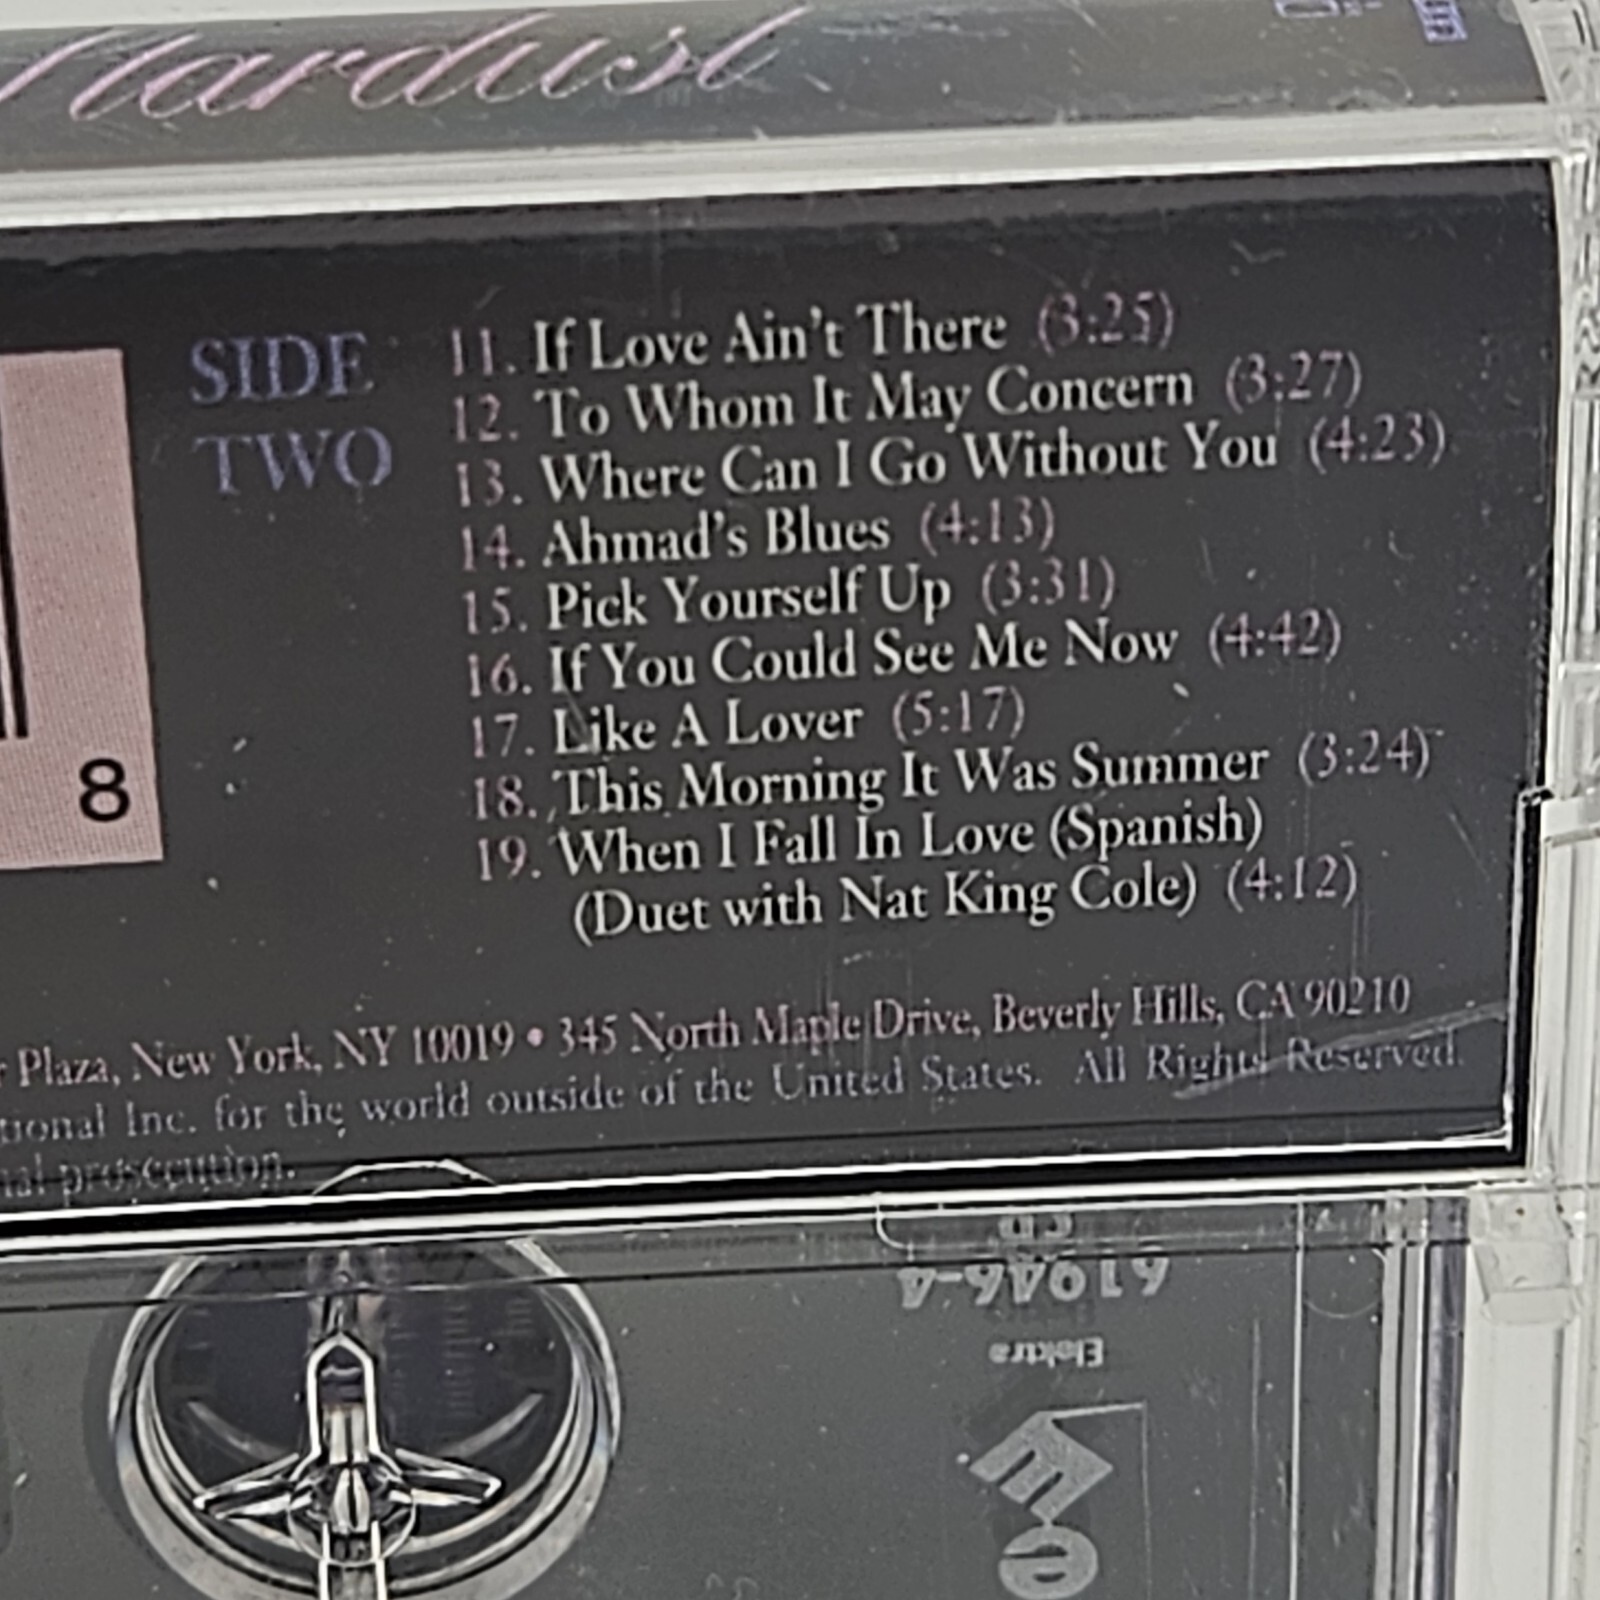 Stardust
SIDE
TWO
11. If Love Ain't There (3:25)
12. To Whom It May Concern (3:27)
13. Where Can I Go Without You (4:23)
14. Ahmad's Blues (4:13)
15. Pick Yourself Up (3:31)
16. If You Could See Me Now (4:42)
17. Like A Lover (5:17)
18. This Morning It Was Summer (3:24)
19. When I Fall In Love (Spanish)
(Duet with Nat King Cole) (4:12)
8
Plaza, New York, NY 10019 • 345 North Maple Drive, Beverly Hills, CA 90210
tional Inc. for the world outside of the United States. All Rights Reserved.
nal prosecution.
61946-4
Elektra